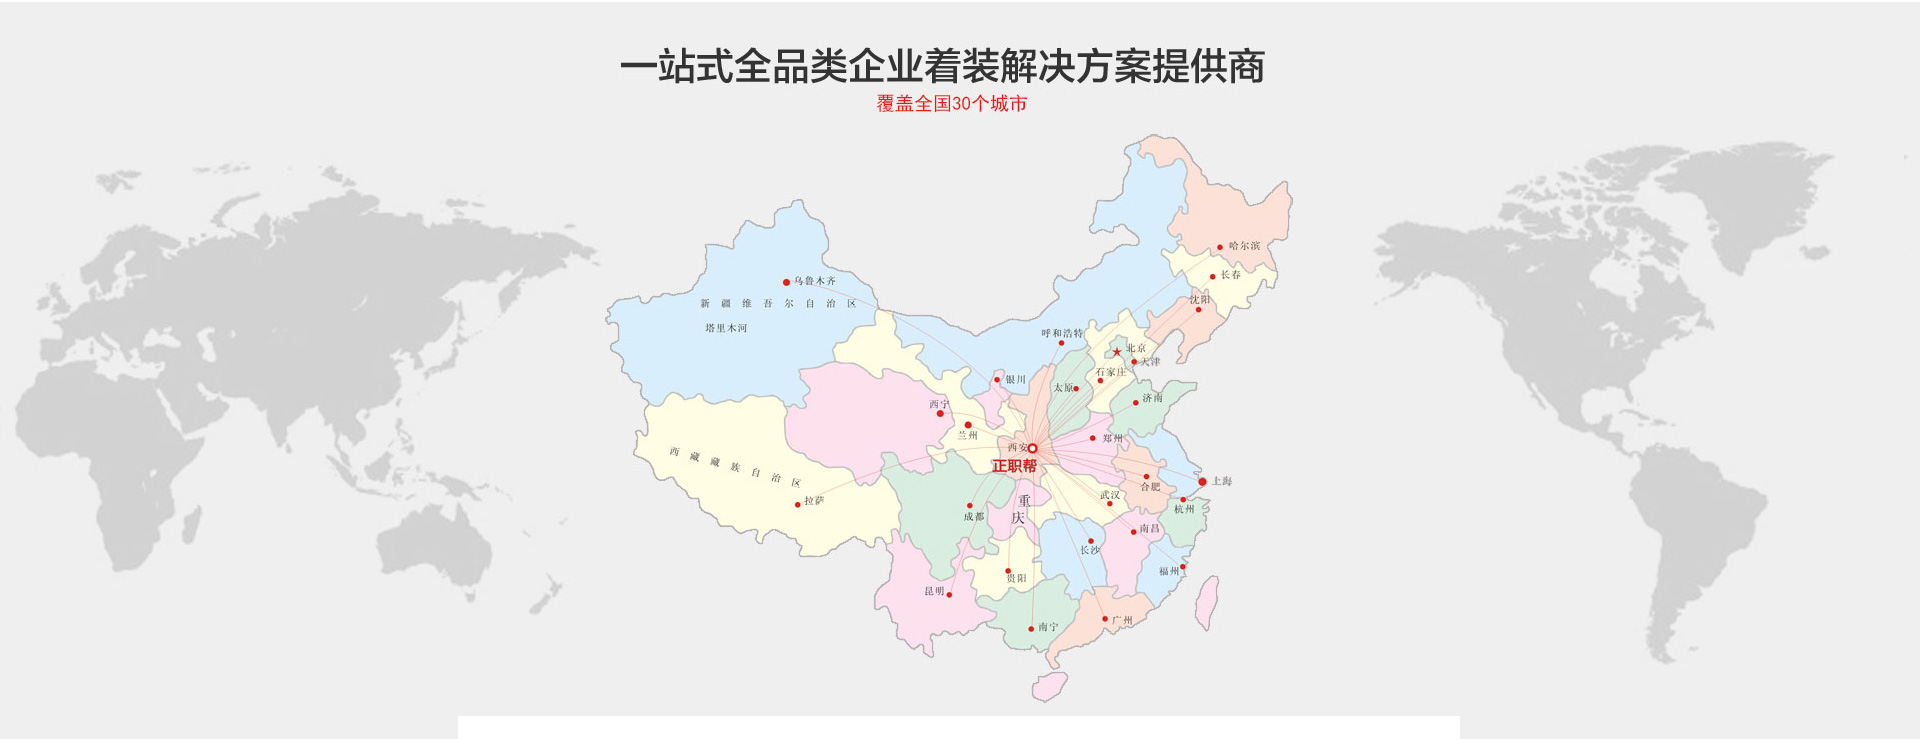 一站式全品类企业着装解决方案提供商
覆盖全国30个城市
哈尔滨
长春
乌鲁木齐
新疆维吾尔自治区
沈阳
塔里木河
呼和浩特
北京
天津
石家庄
银川
太原
济南
西宁
兰州
郑州
西安
正职帮
西藏藏族自治区
上海
合肥
拉萨
重庆
武汉
杭州
成都
南昌
长沙
福州
贵阳
昆明
广州
南宁